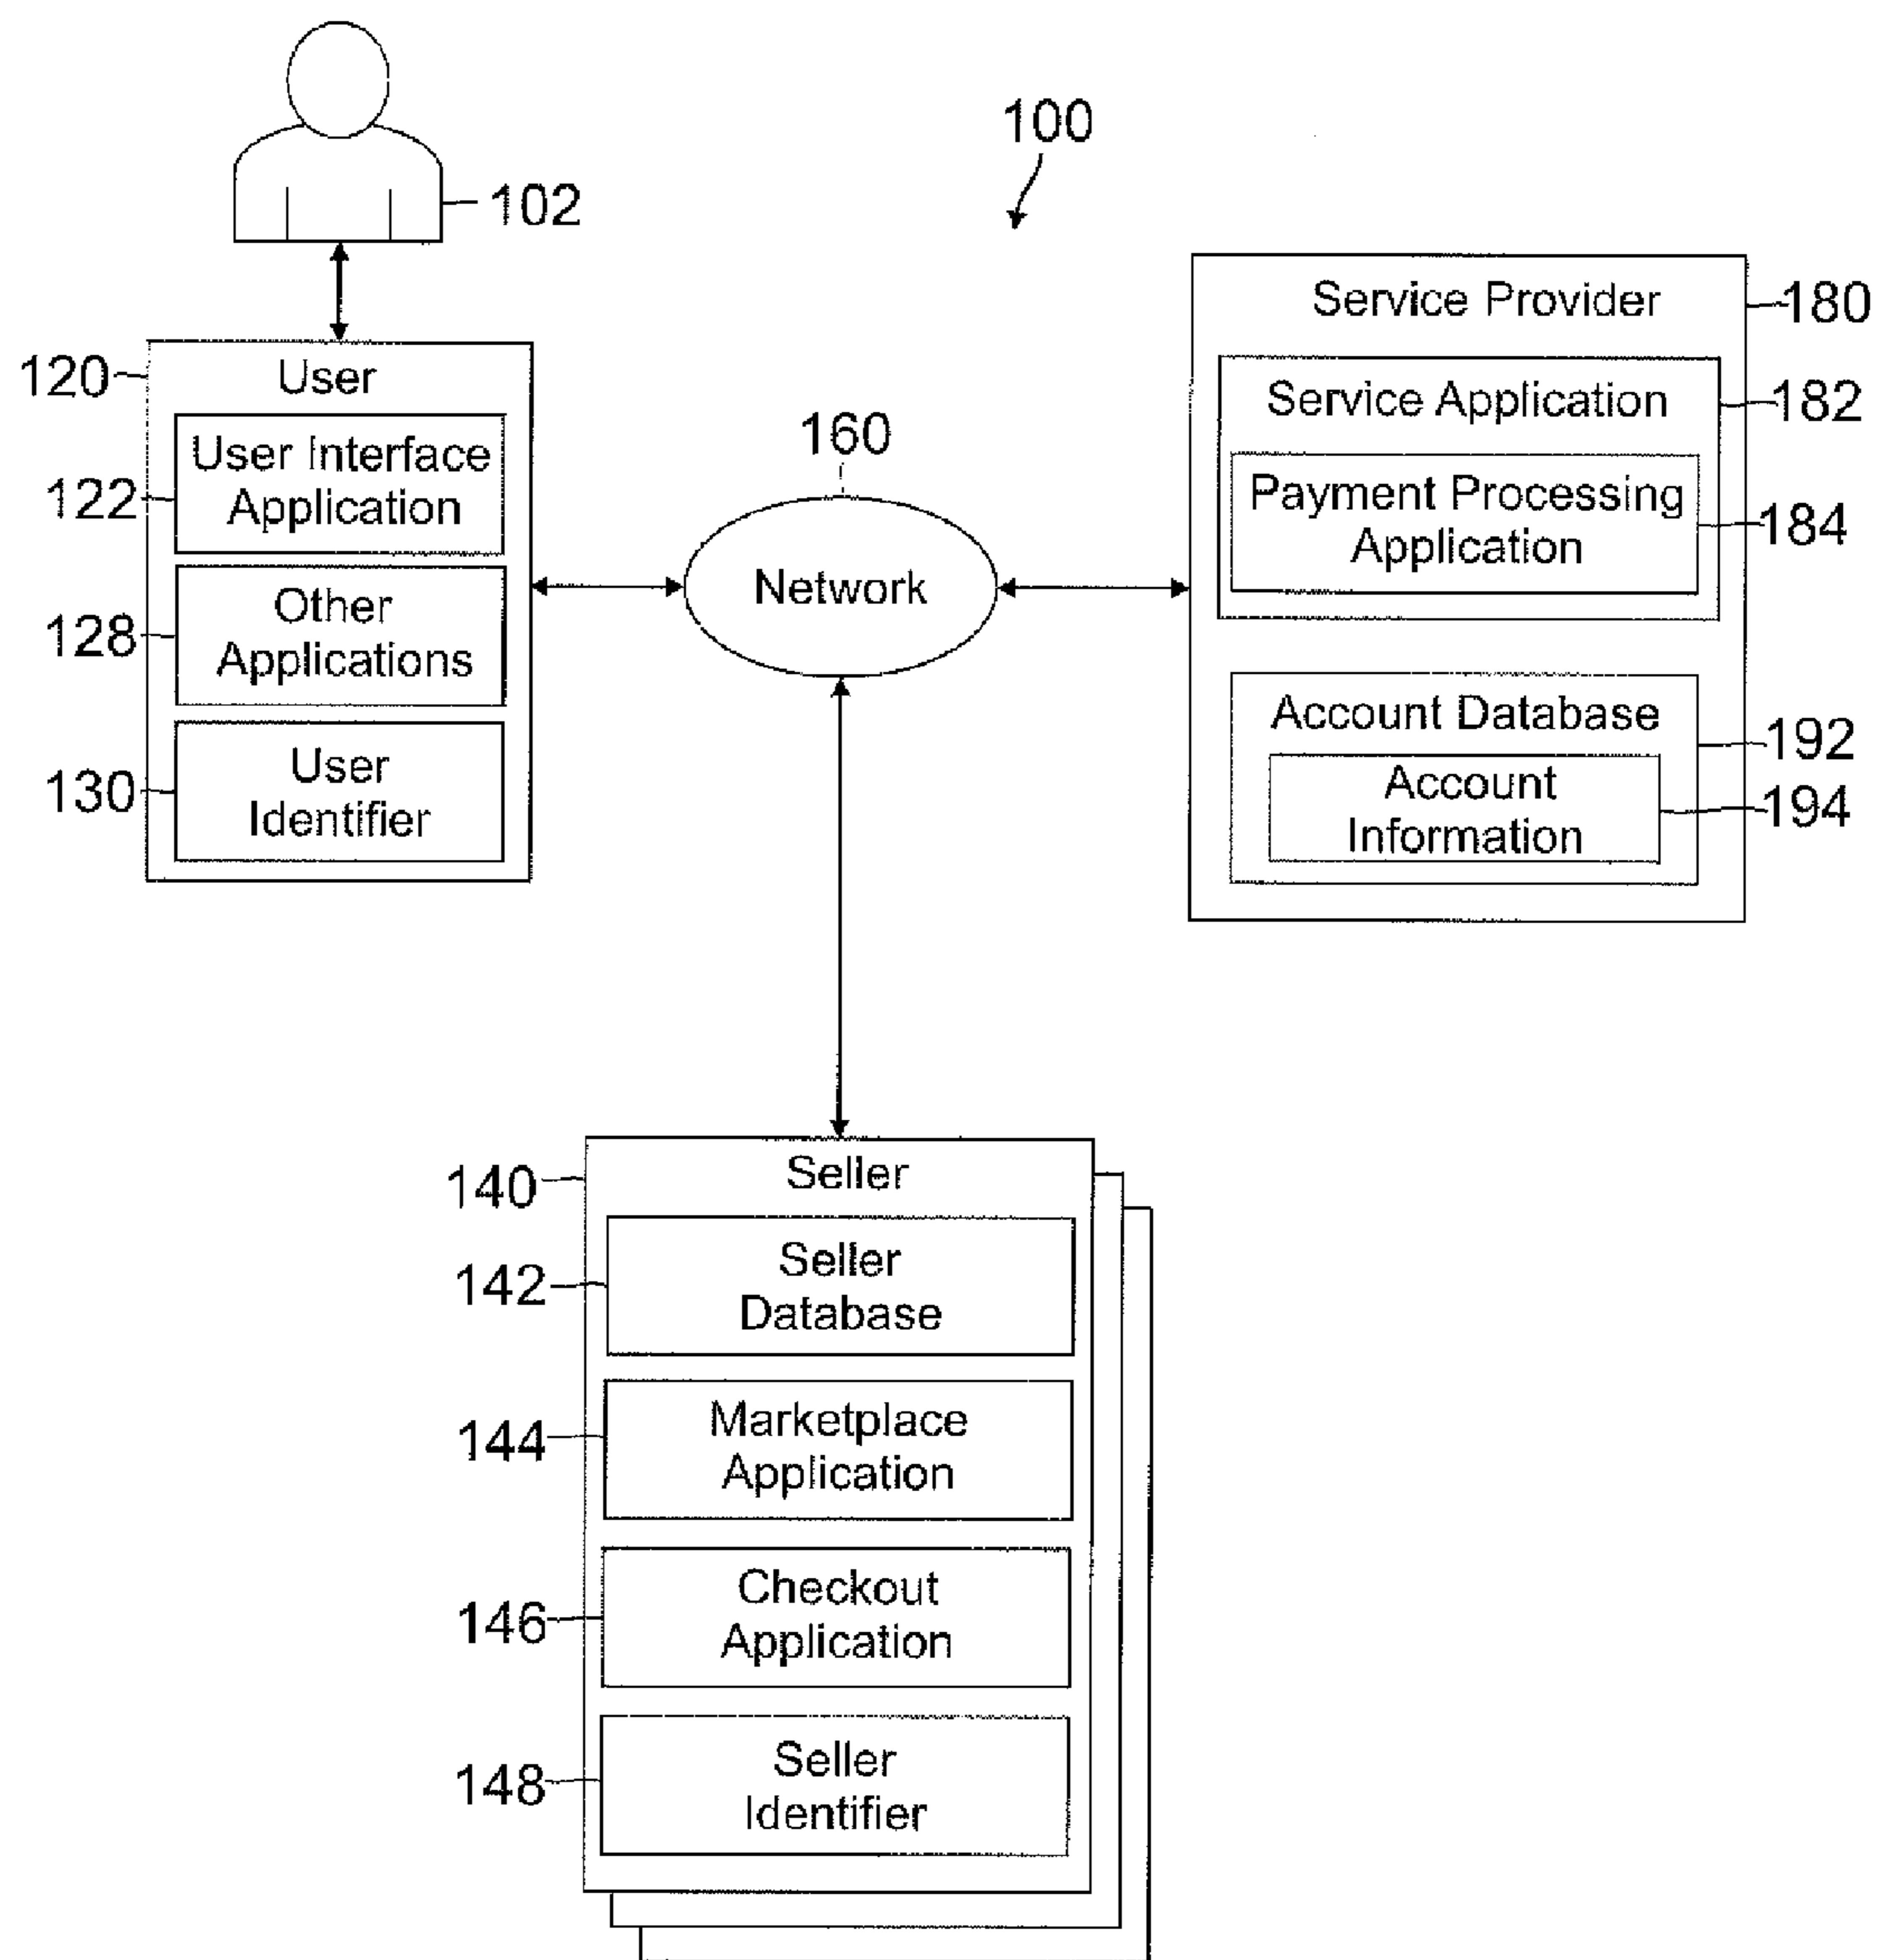 100
102
120
User
User Interface
Application
122
Other
Applications
128
User
Identifier
130
160
Network
Service Provider
180
Service Application
182
Payment Processing
Application
184
Account Database
192
Account
Information
194
140
Seller
Seller
Database
142
Marketplace
Application
144
Checkout
Application
146
Seller
Identifier
148